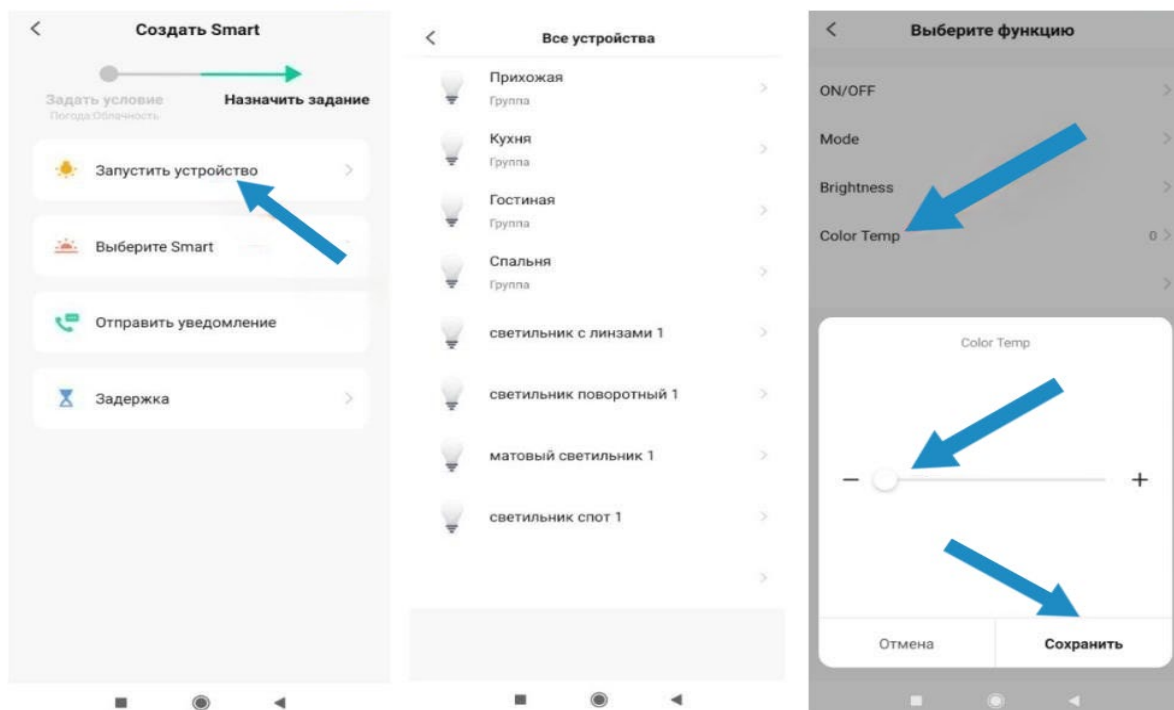 Создать Smart
Задать условие
Назначить задание
Погода:Облачность
Запустить устройство
Выберите Smart
Отправить уведомление
Задержка
Все устройства
Прихожая
Группа
Кухня
Группа
Гостиная
Группа
Спальня
Группа
светильник с линзами 1
светильник поворотный 1
матовый светильник 1
светильник спот 1
Выберите функцию
ON/OFF
Mode
Brightness
Color Temp
0
Color Temp
Отмена
Сохранить